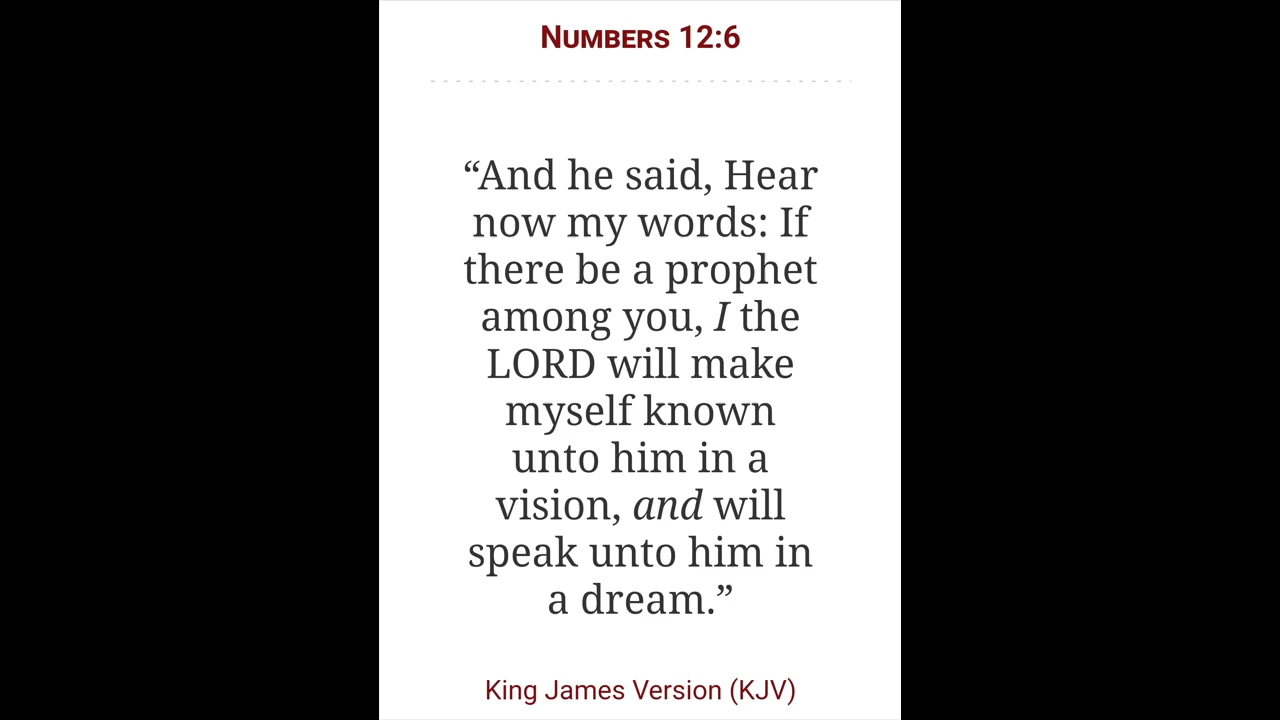 NUMBERS 12:6
“And he said, Hear
now my words: If
there be a prophet
among you, I the
LORD will make
myself known
unto him in a
vision, and will
speak unto him in
a dream.”
King James Version (KJV)